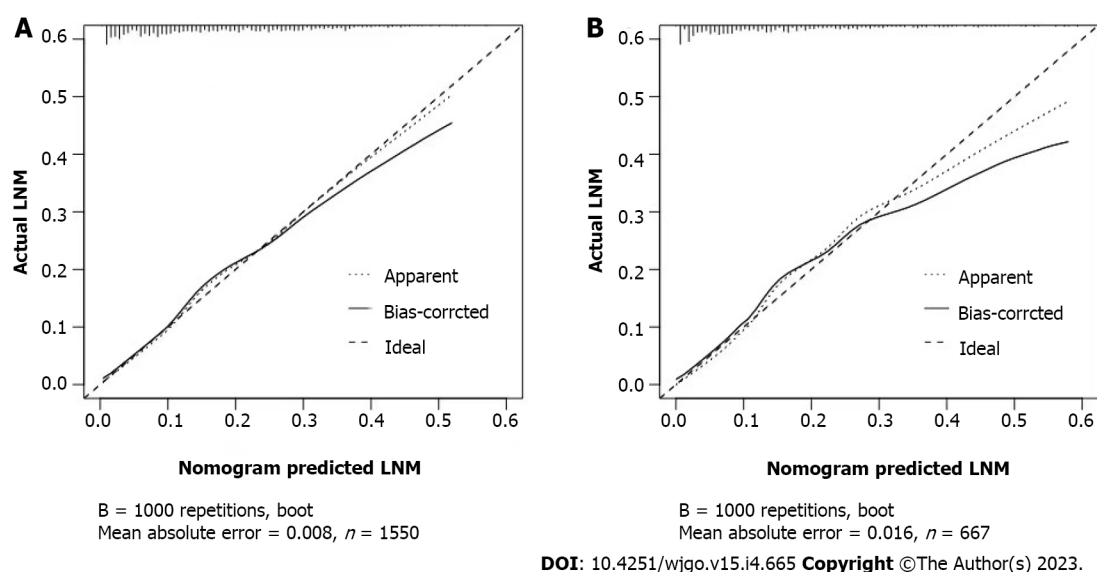 A
0.6
0.5
0.4
0.3
0.2
0.1
0.0
Actual LNM
Apparent
Bias-corrcted
Ideal
0.0 0.1 0.2 0.3 0.4 0.5 0.6
Nomogram predicted LNM
B = 1000 repetitions, boot
Mean absolute error = 0.008, n = 1550
B
0.6
0.5
0.4
0.3
0.2
0.1
0.0
Actual LNM
Apparent
Bias-corrcted
Ideal
0.0 0.1 0.2 0.3 0.4 0.5 0.6
Nomogram predicted LNM
B = 1000 repetitions, boot
Mean absolute error = 0.016, n = 667
DOI: 10.4251/wjgo.v15.i4.665 Copyright ©The Author(s) 2023.